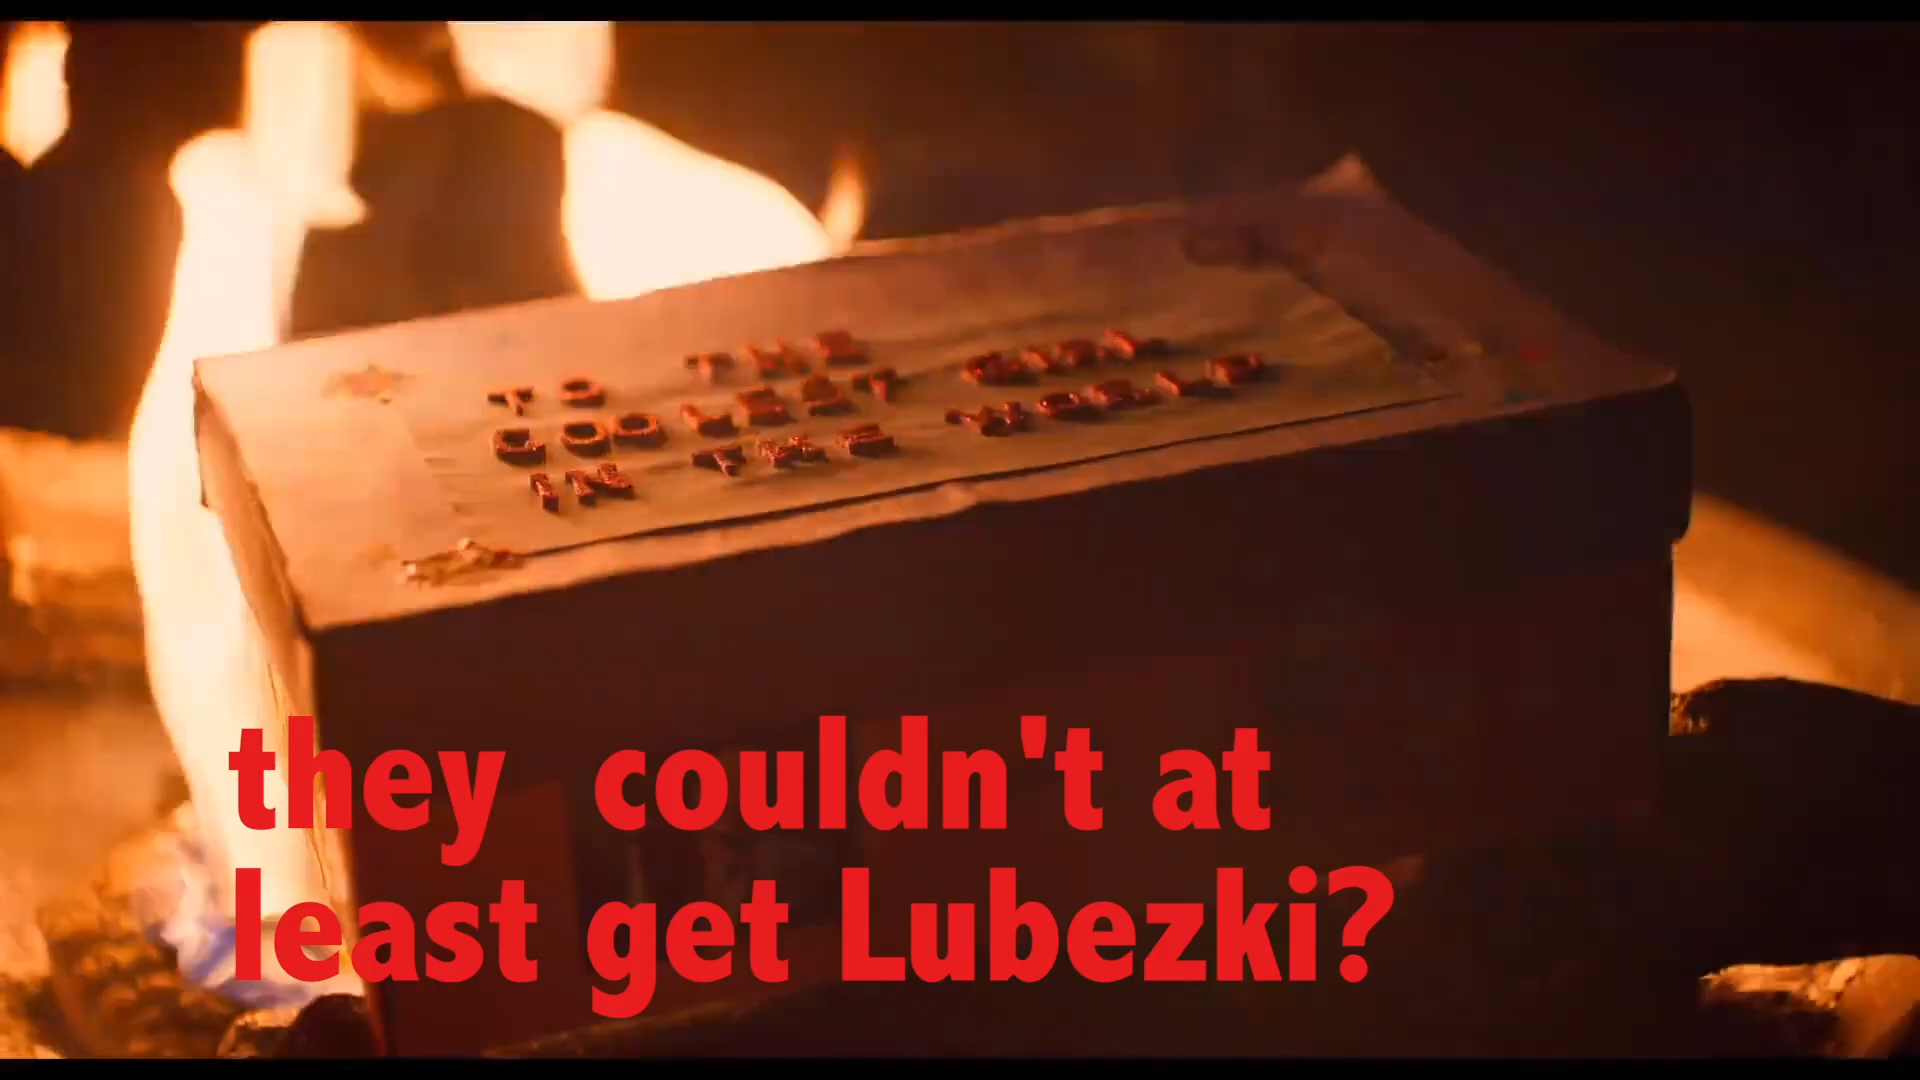 TO THE
COOLEST GIRL
IN THE WORLD
they  couldn't at
least get Lubezki?